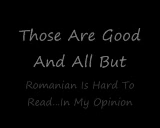 Those Are Good
And All But
Romanian Is Hard To
Read...In My Opinion